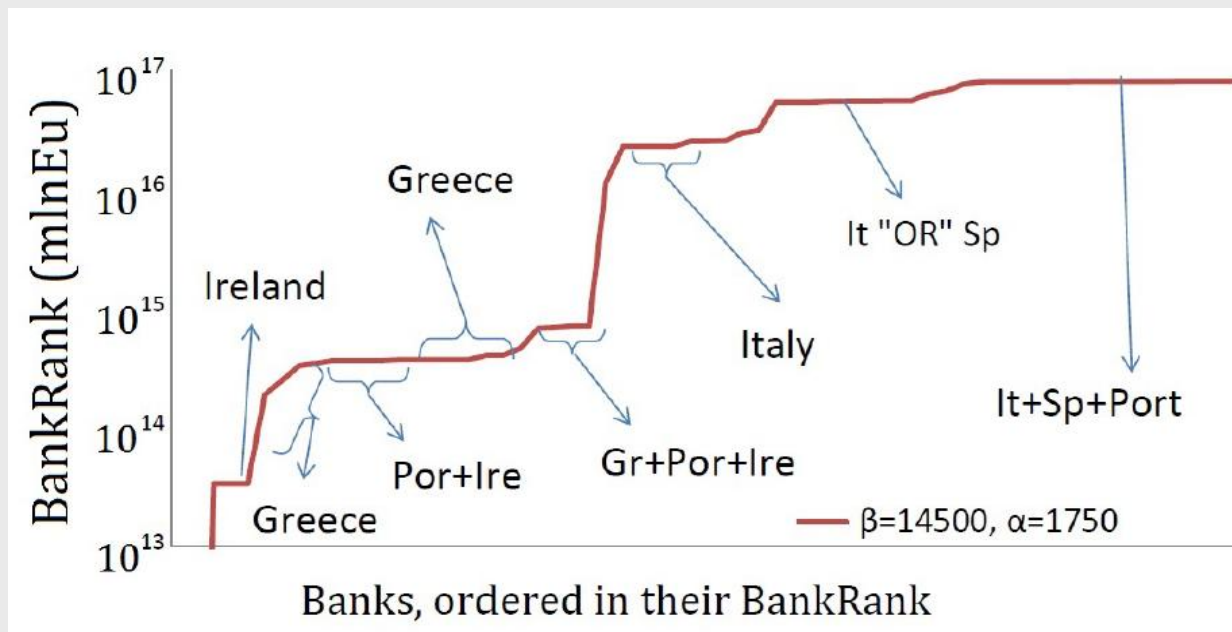 10^17
10^16
10^15
10^14
10^13
BankRank (mlnEu)
Greece
Ireland
It "OR" Sp
Italy
It+Sp+Port
Por+Ire
Gr+Por+Ire
Greece
β=14500, α=1750
Banks, ordered in their BankRank